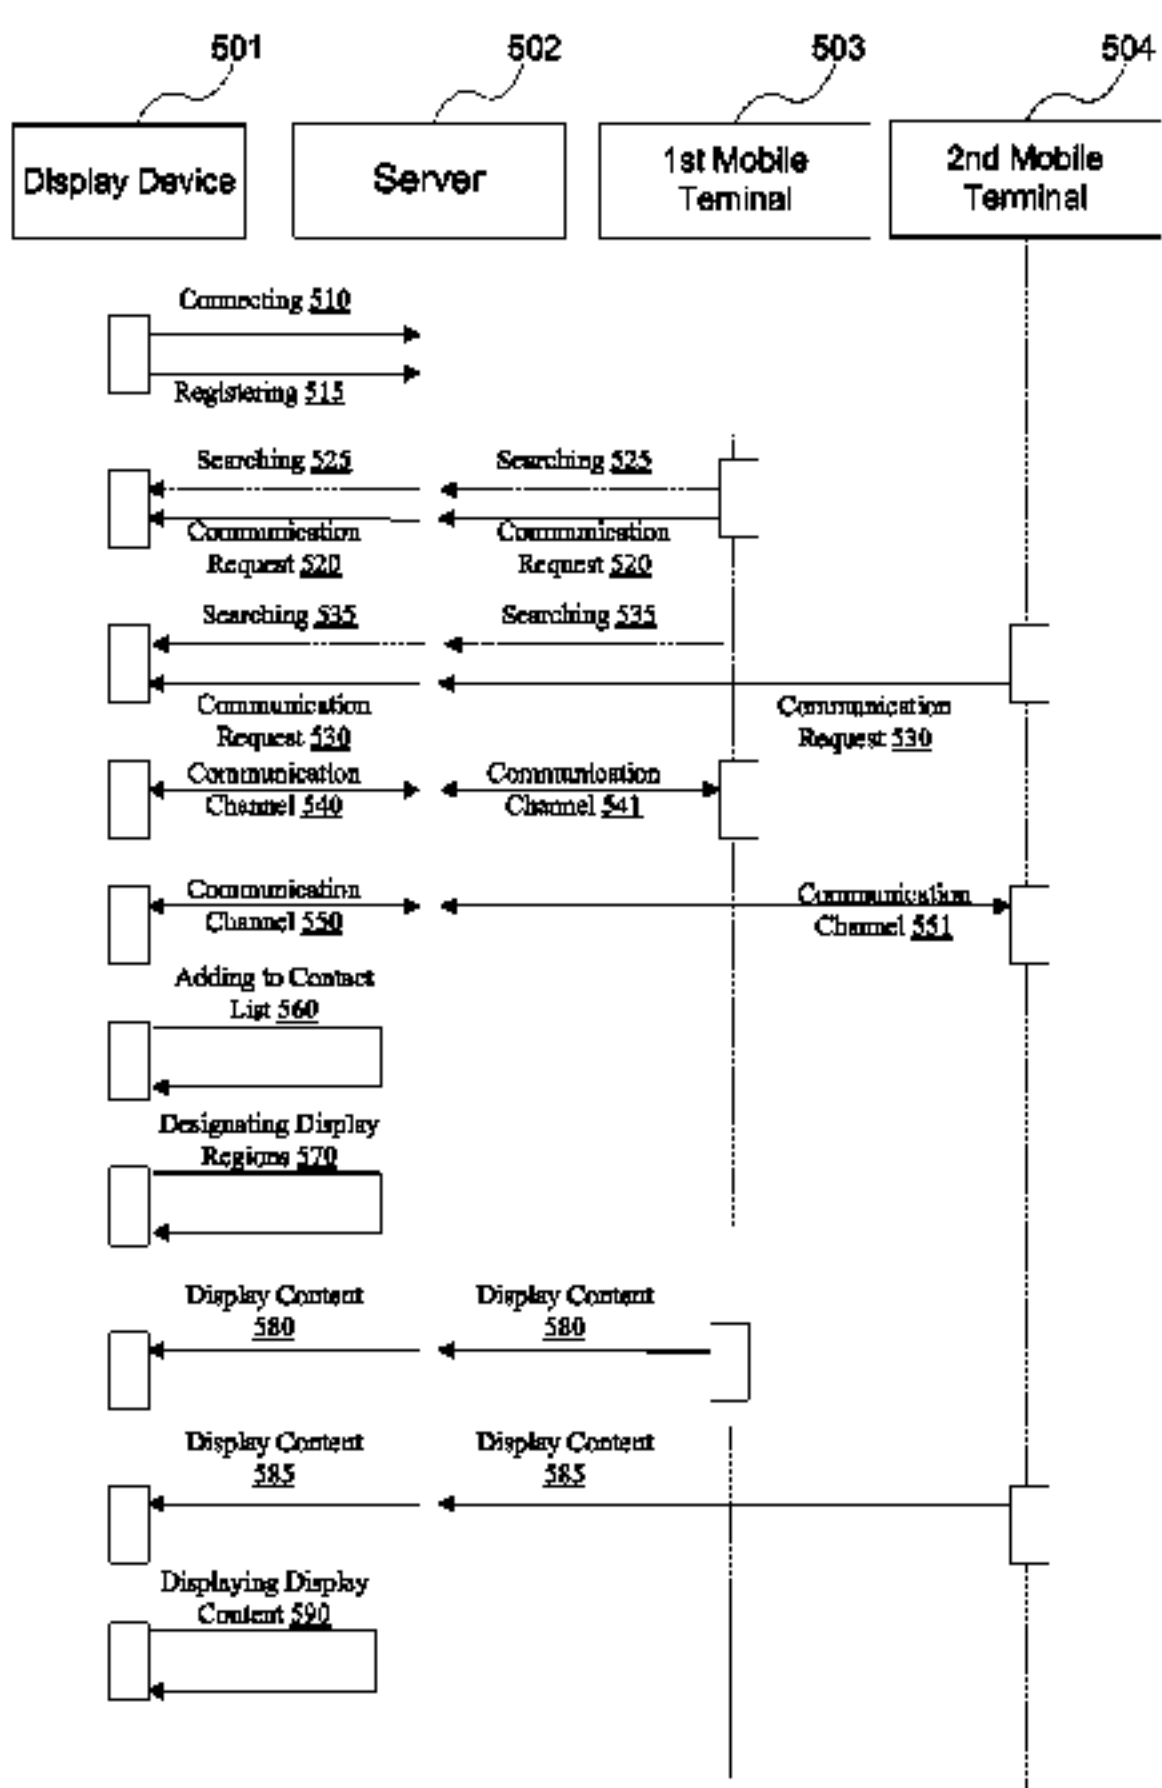 501 502 503 504
Display Device
Server
1st Mobile
Teminal
2nd Mobile
Terminal
Connecting 510
Registering 515
Searching 525 Searching 525
Communication Communication
Request 520 Request 520
Searching 535 Searching 535
Communication Communication
Request 530 Request 530
Communication Communication
Channel 540 Channel 541
Communication Communication
Channel 550 Channel 551
Adding to Contact
List 560
Designating Display
Regions 570
Display Content Display Content
580 580
Display Content Display Content
585 585
Displaying Display
Content 590